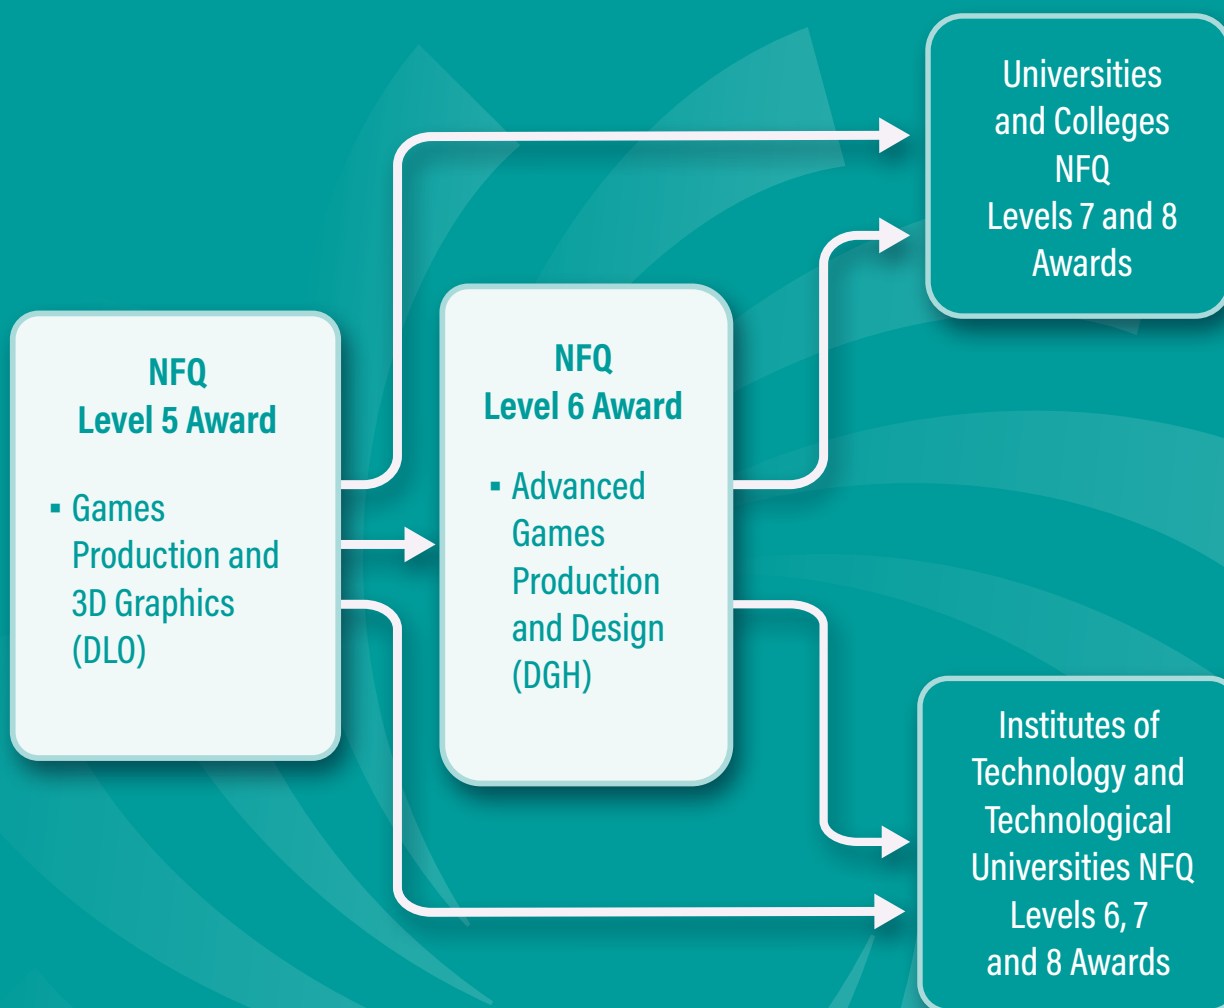 NFQ
Level 5 Award
▪ Games
Production and
3D Graphics
(DLO)
NFQ
Level 6 Award
▪ Advanced
Games
Production
and Design
(DGH)
Universities
and Colleges
NFQ
Levels 7 and 8
Awards
Institutes of
Technology and
Technological
Universities NFQ
Levels 6, 7
and 8 Awards